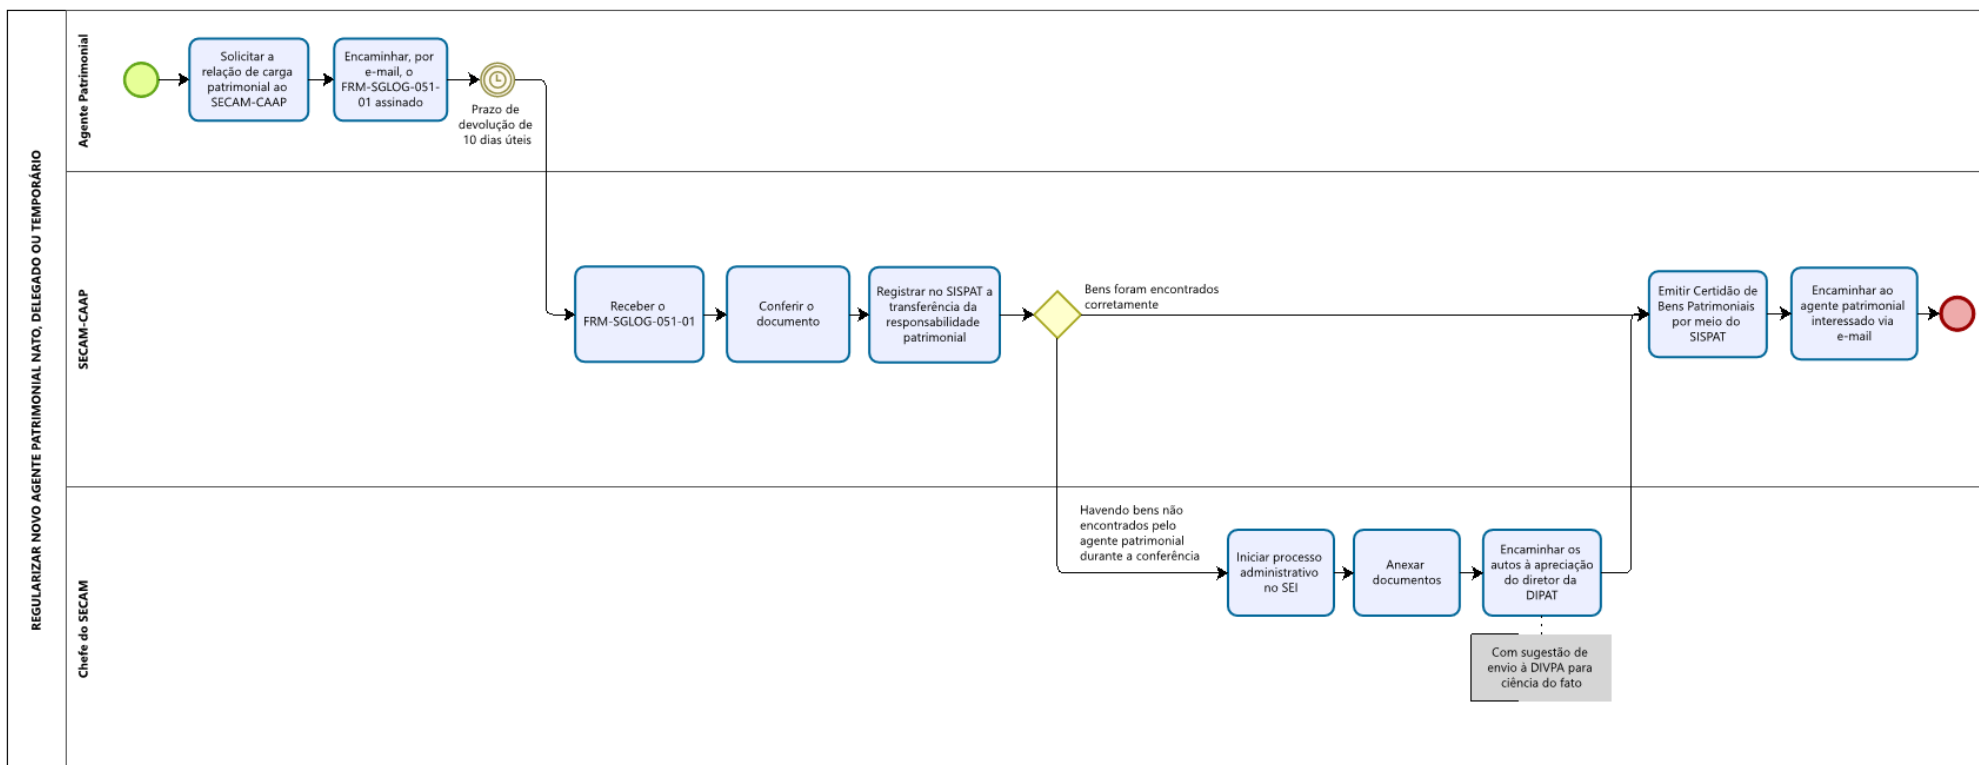 REGULARIZAR NOVO AGENTE PATRIMONIAL NATO, DELEGADO OU TEMPORÁRIO
Agente Patrimonial
Solicitar a
relação de carga
patrimonial ao
SECAM-CAAP
Encaminhar, por
e-mail, o
FRM-SGLOG-051-
01 assinado
Prazo de
devolução de
10 dias úteis
SECAM-CAAP
Receber o
FRM-SGLOG-051-01
Conferir o
documento
Registrar no SISPAT a
transferência da
responsabilidade
patrimonial
Bens foram encontrados
corretamente
Emitir Certidão de
Bens Patrimoniais
por meio do
SISPAT
Encaminhar ao
agente patrimonial
interessado via
e-mail
Chefe do SECAM
Havendo bens não
encontrados pelo
agente patrimonial
durante a conferência
Iniciar processo
administrativo
no SEI
Anexar
documentos
Encaminhar os
autos à apreciação
do diretor da
DIPAT
Com sugestão de
envio à DIVPA para
ciência do fato